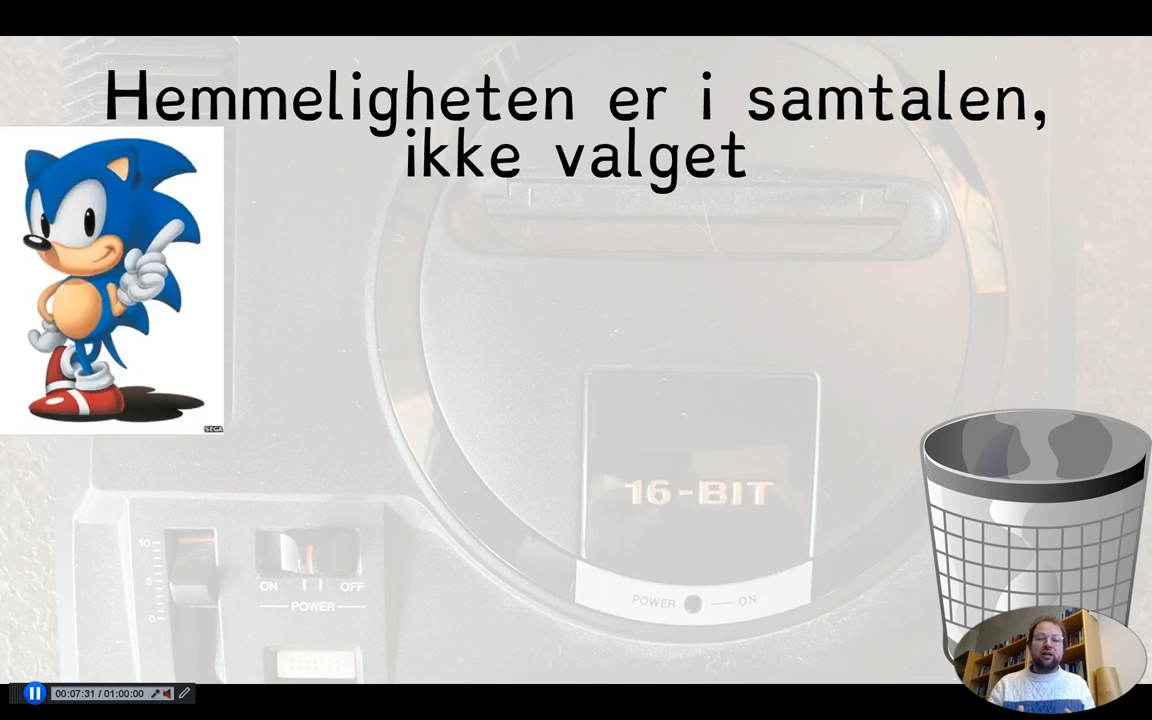 Hemmeligheten er i samtalen,
ikke valget
SEGA
16-BIT
10
5
0
ON OFF
POWER
POWER ON
00:07:31 / 01:00:00